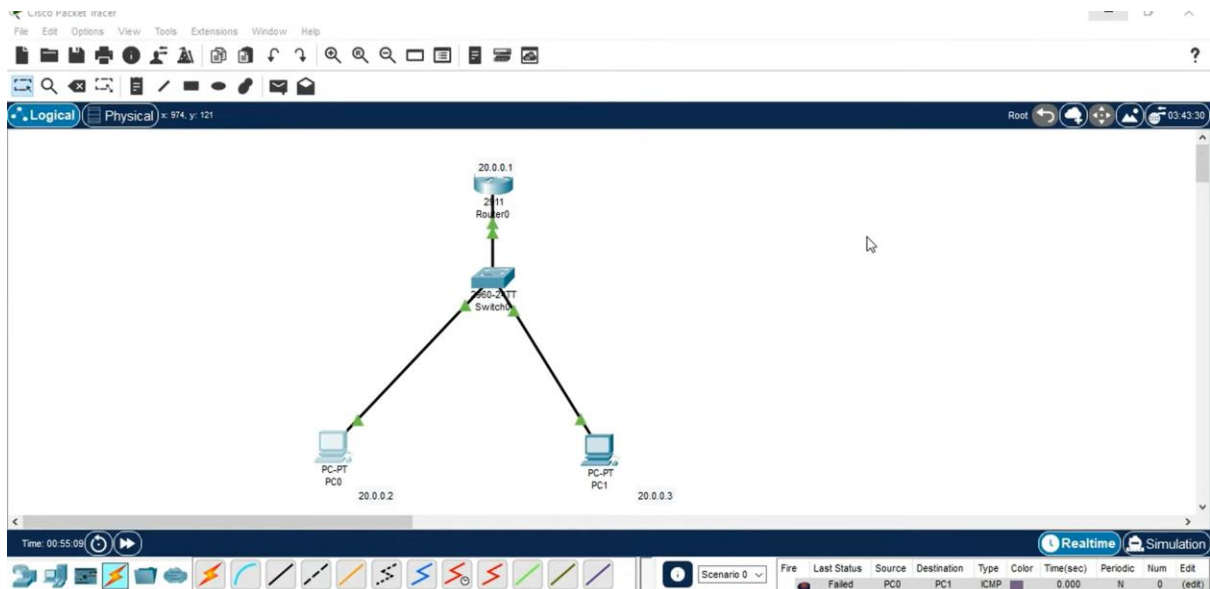 Cisco Packet Tracer
File Edit Options View Tools Extensions Window Help
?
Logical Physical x: 974, y: 121 Root 03:43:30
20.0.0.1
2911
Router0
2960-24TT
Switch0
PC-PT
PC0
20.0.0.2
PC-PT
PC1
20.0.0.3
Time: 00:55:09 Realtime Simulation
Scenario 0 Fire Last Status Source Destination Type Color Time(sec) Periodic Num Edit
Failed PC0 PC1 ICMP 0.000 N 0 (edit)